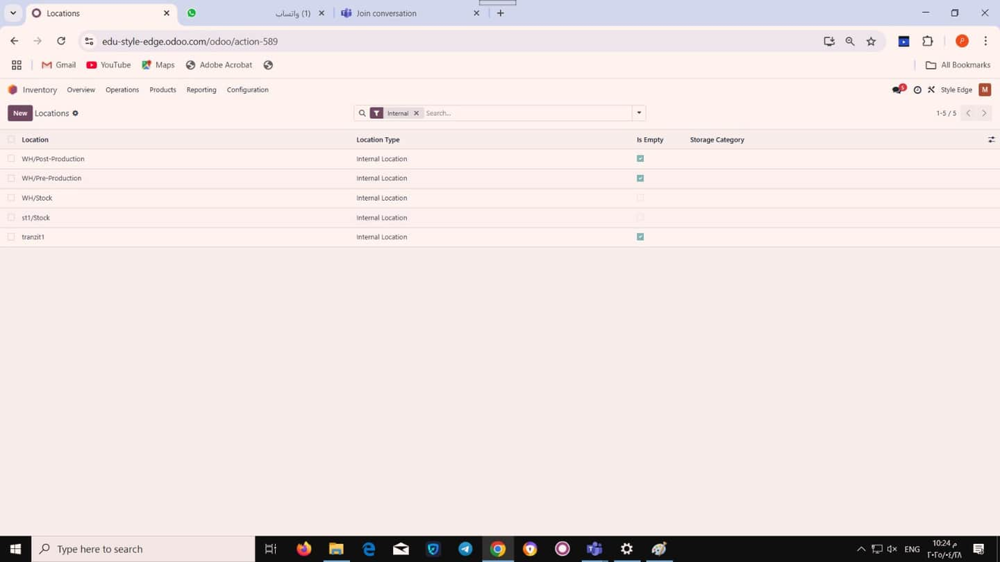 Locations
(1) واتساب
Join conversation
edu-style-edge.odoo.com/odoo/action-589
Gmail
YouTube
Maps
Adobe Acrobat
All Bookmarks
Inventory
Overview
Operations
Products
Reporting
Configuration
5
Style Edge
M
New
Locations
Internal
Search...
1-5 / 5
Location
Location Type
Is Empty
Storage Category
WH/Post-Production
Internal Location
WH/Pre-Production
Internal Location
WH/Stock
Internal Location
st1/Stock
Internal Location
tranzit1
Internal Location
Type here to search
ENG
10:24 م
٢٠٢٥/٠٤/٢٨